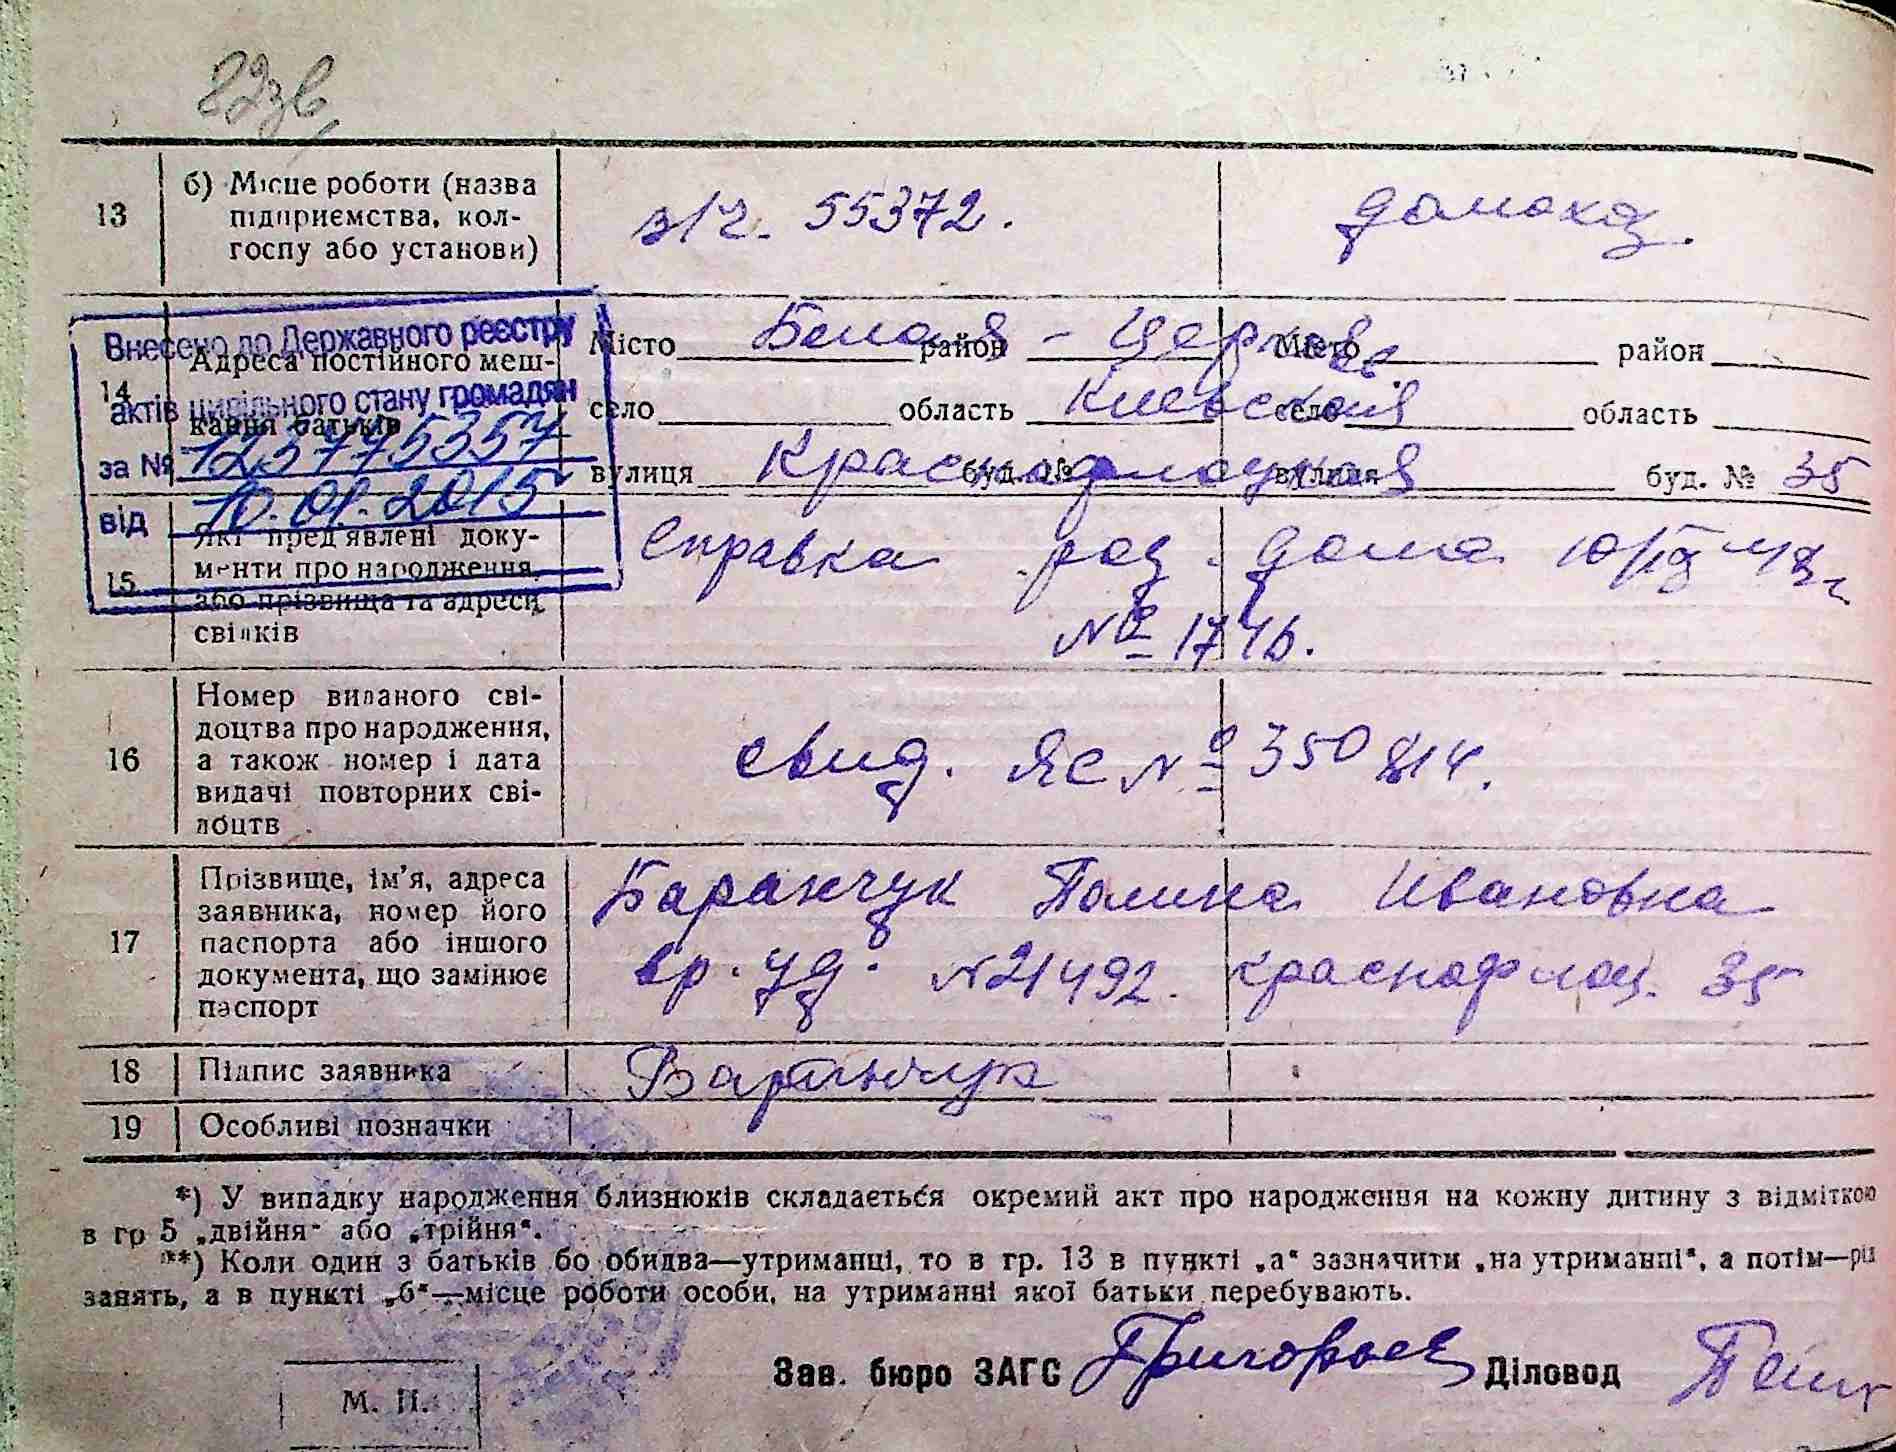 82зв
13 б) Місце роботи (назва підприємства, колгоспу або установи)
в/ч. 55372.
домохоз.
Внесено до Державного реєстру
актів цивільного стану громадян
за № 123775357
від 10.01.2015
14 Адреса постійного мешкання батьків
Місто Белая - Церковь район Місто район
село область Киевская село область
вулиця Краснофлотская буд. № вулиця буд. № 35
15 Які пред'явлені документи про народження, або прізвища та адреси свідків
Справка род. дома 10/IX-48 г.
№ 1746.
16 Номер виданого свідоцтва про народження, а також номер і дата видачі повторних свідоцтв
свид. ЯС № 350814.
17 Прізвище, ім'я, адреса заявника, номер його паспорта або іншого документа, що замінює паспорт
Баранчук Полина Ивановна
вр. уд. № 21492. Краснофлот. 35
18 Підпис заявника Баранчук
19 Особливі позначки
*) У випадку народження близнюків складається окремий акт про народження на кожну дитину з відміткою
в гр 5 „двійня" або „трійня".
**) Коли один з батьків бо обидва—утриманці, то в гр. 13 в пункті „а" зазначити „на утриманні", а потім—рід
занять, а в пункті „б"—місце роботи особи, на утриманні якої батьки перебувають.
Зав. бюро ЗАГС Григорьев Діловод
М. П.